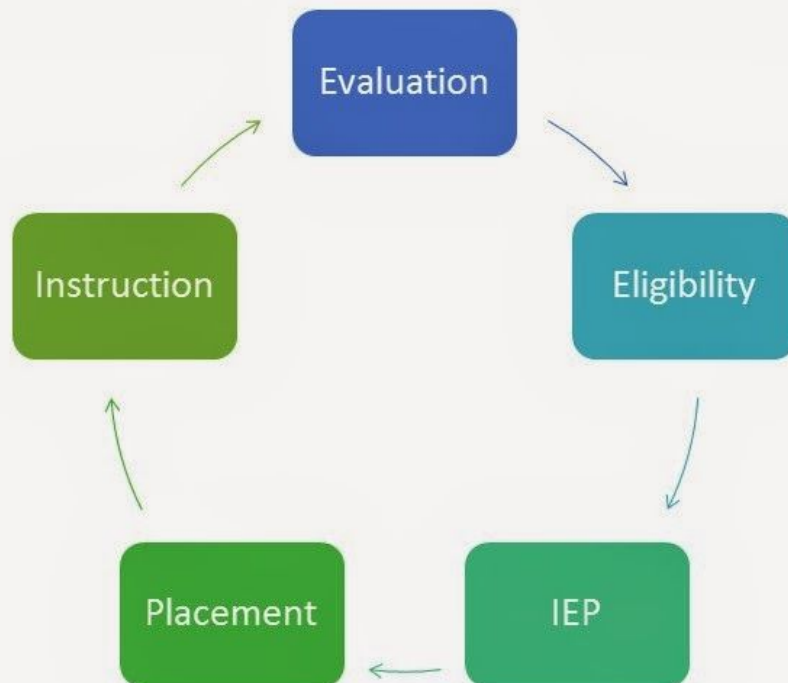 Evaluation
Eligibility
IEP
Placement
Instruction